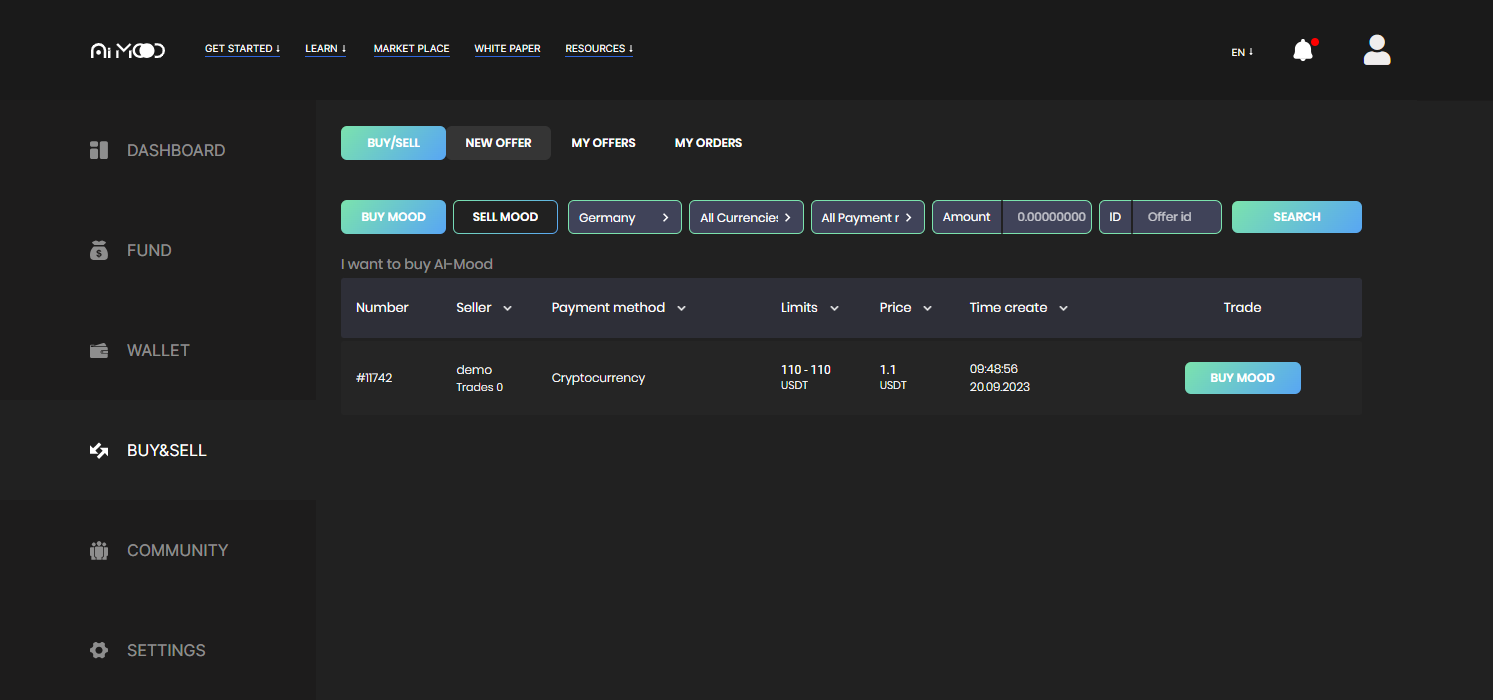 Ai MOOD
GET STARTED ↓ LEARN ↓ MARKET PLACE WHITE PAPER RESOURCES ↓
EN ↓
DASHBOARD
FUND
WALLET
BUY&SELL
COMMUNITY
SETTINGS
BUY/SELL NEW OFFER MY OFFERS MY ORDERS
BUY MOOD SELL MOOD Germany All Currencies All Payment r Amount 0.00000000 ID Offer id SEARCH
I want to buy AI-Mood
Number Seller Payment method Limits Price Time create Trade
#11742 demo Cryptocurrency 110 - 110 1.1 09:48:56 BUY MOOD
Trades 0 USDT USDT 20.09.2023